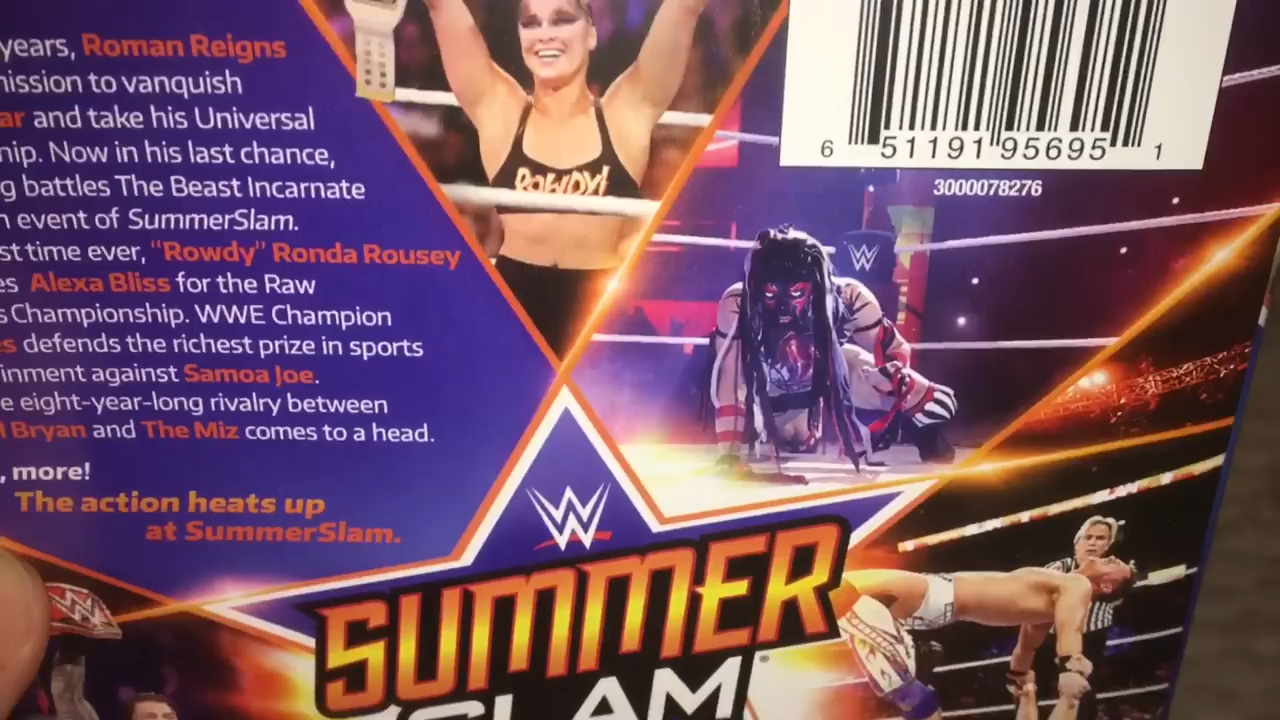 years, Roman Reigns
mission to vanquish
ar and take his Universal
nip. Now in his last chance,
g battles The Beast Incarnate
n event of SummerSlam.
st time ever, "Rowdy" Ronda Rousey
es Alexa Bliss for the Raw
s Championship. WWE Champion
es defends the richest prize in sports
inment against Samoa Joe.
e eight-year-long rivalry between
l Bryan and The Miz comes to a head.
, more!
The action heats up
at SummerSlam.
ROWDY!
6 51191 95695 1
3000078276
W
W
SUMMER
SLAM®